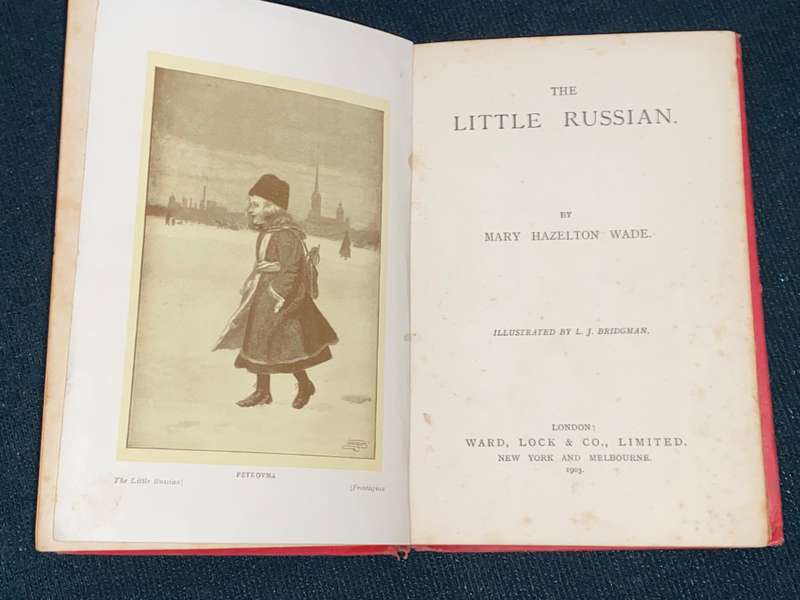 PETROVNA
The Little Russian]
[Frontispiece
THE
LITTLE RUSSIAN.
BY
MARY HAZELTON WADE.
ILLUSTRATED BY L. J. BRIDGMAN.
LONDON:
WARD, LOCK & CO., LIMITED,
NEW YORK AND MELBOURNE.
1903.